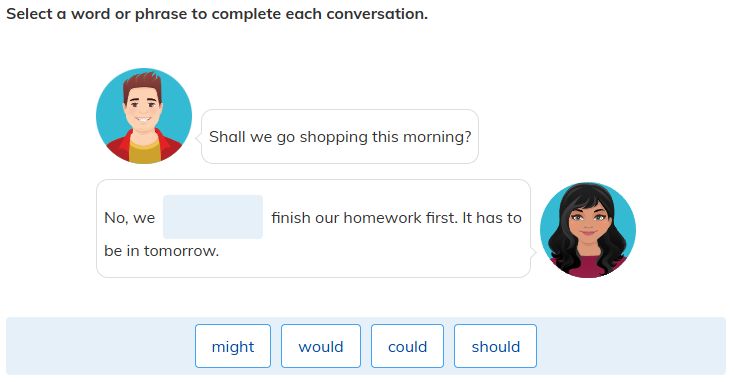 Select a word or phrase to complete each conversation.
Shall we go shopping this morning?
No, we finish our homework first. It has to
be in tomorrow.
might would could should